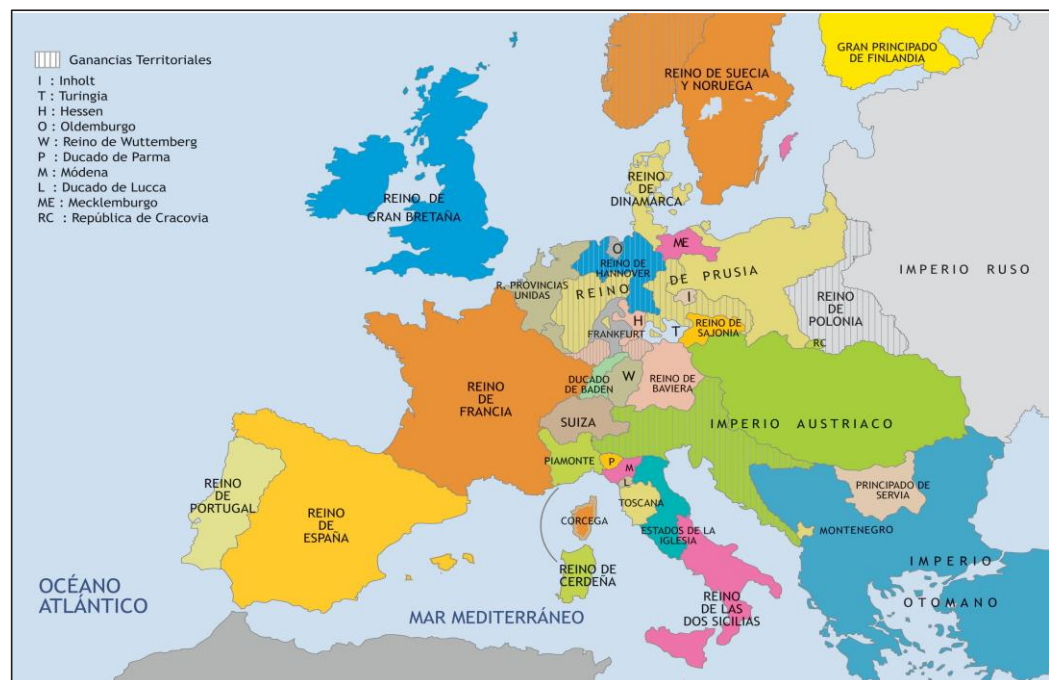 Ganancias Territoriales
I : Inholt
T : Turingia
H : Hessen
O : Oldemburgo
W : Reino de Wuttemberg
P : Ducado de Parma
M : Módena
L : Ducado de Lucca
ME : Mecklemburgo
RC : República de Cracovia
GRAN PRINCIPADO
DE FINLANDIA
REINO DE SUECIA
Y NORUEGA
REINO
DE
DINAMARCA
REINO DE
GRAN BRETAÑA
ME
O
REINO DE
HANNOVER
REINO DE PRUSIA
IMPERIO RUSO
R. PROVINCIAS
UNIDAS
I
REINO
DE
POLONIA
H
FRANKFURT
T
REINO DE
SAJONIA
RC
REINO
DE
FRANCIA
DUCADO
DE BADEN
W
REINO DE
BAVIERA
SUIZA
IMPERIO AUSTRIACO
PIAMONTE
P
M
L
TOSCANA
PRINCIPADO DE
SERVIA
REINO
DE
PORTUGAL
REINO
DE
ESPAÑA
CORCEGA
ESTADOS DE LA
IGLESIA
MONTENEGRO
REINO DE
CERDEÑA
IMPERIO
OTOMANO
OCÉANO
ATLÁNTICO
MAR MEDITERRÁNEO
REINO
DE LAS
DOS SICILIAS